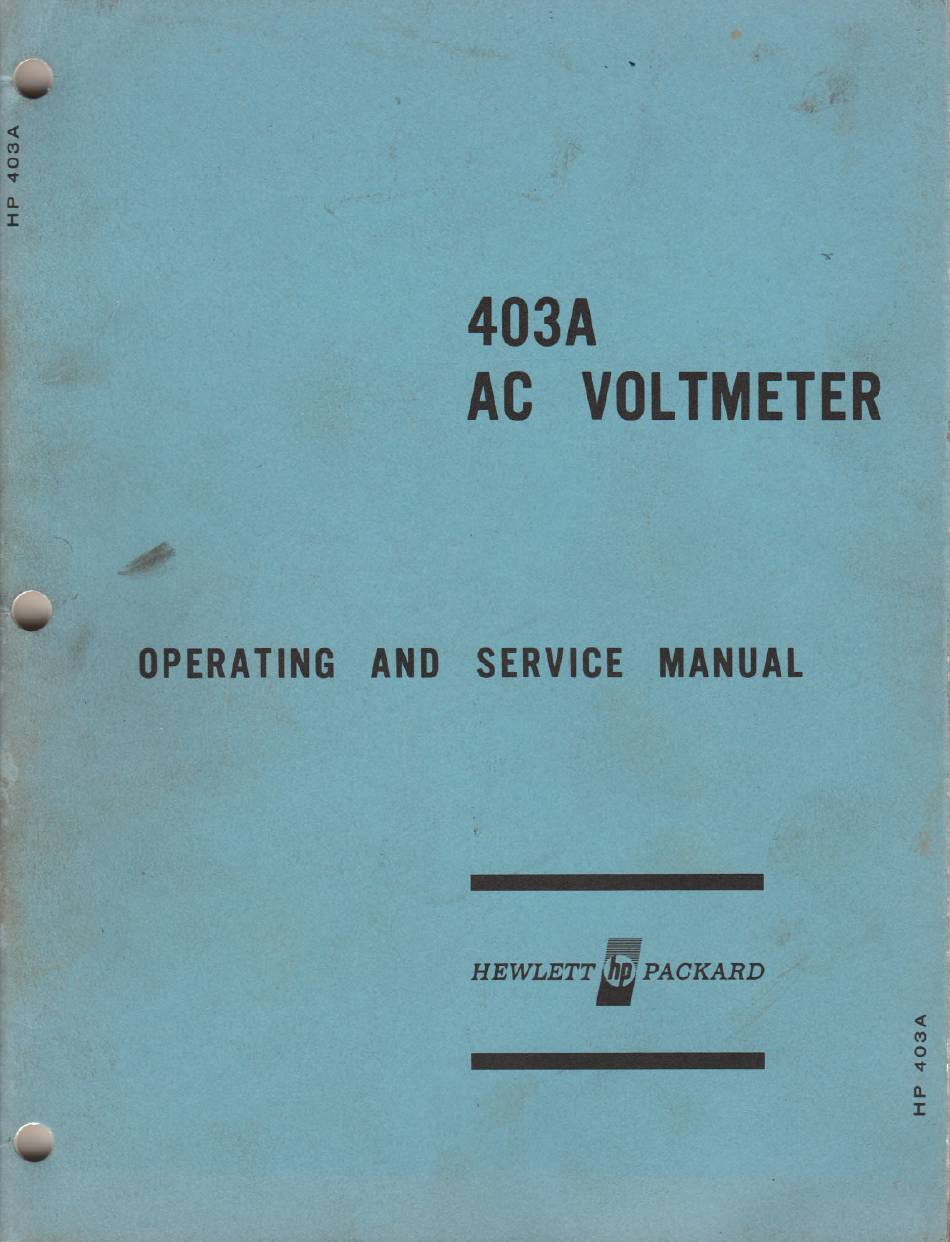 HP 403A
403A
AC VOLTMETER
OPERATING AND SERVICE MANUAL
HEWLETT hp PACKARD
HP 403A